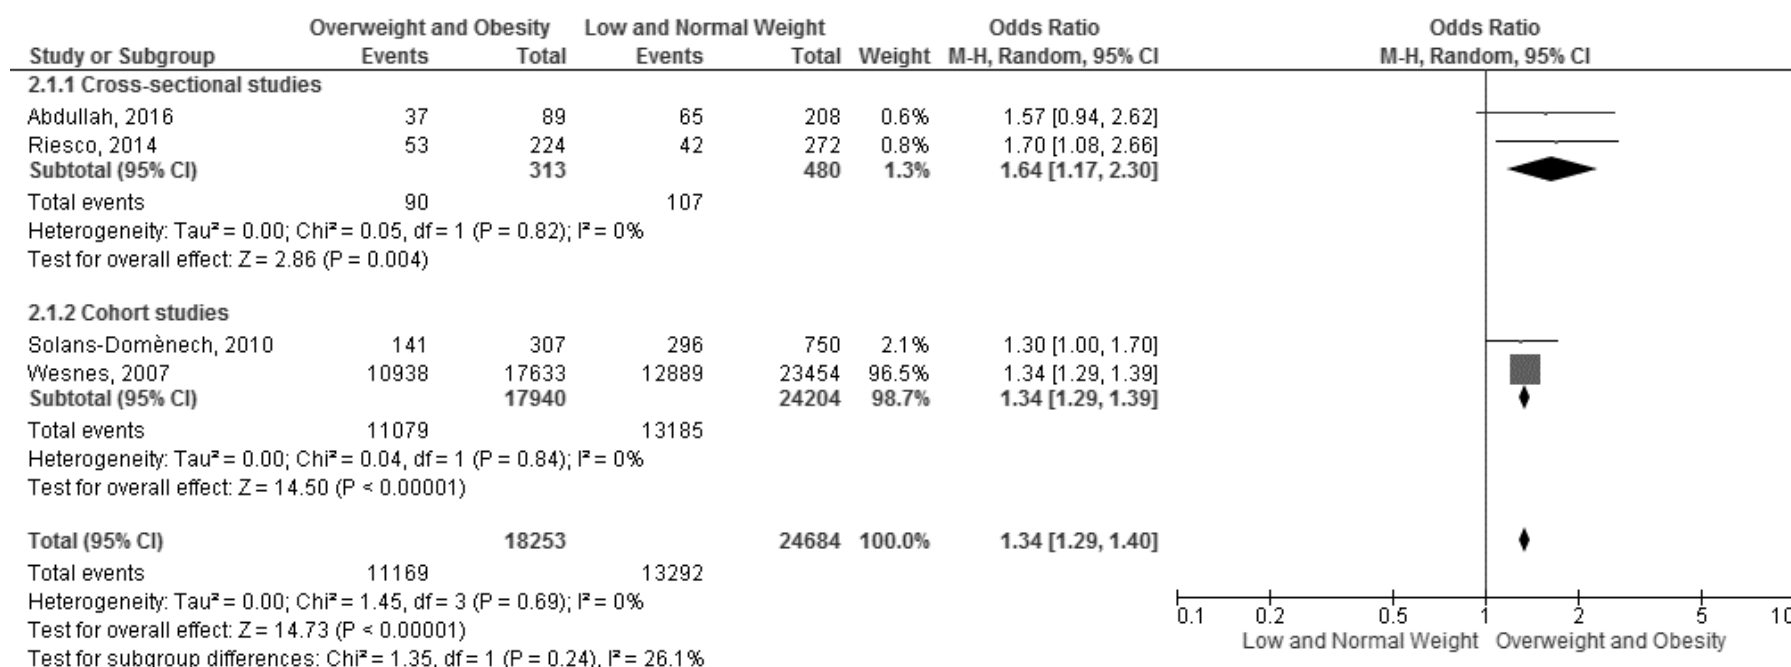 Overweight and Obesity Low and Normal Weight Odds Ratio Odds Ratio
Study or Subgroup Events Total Events Total Weight M-H, Random, 95% CI M-H, Random, 95% CI
2.1.1 Cross-sectional studies
Abdullah, 2016 37 89 65 208 0.6% 1.57 [0.94, 2.62]
Riesco, 2014 53 224 42 272 0.8% 1.70 [1.08, 2.66]
Subtotal (95% CI) 313 480 1.3% 1.64 [1.17, 2.30]
Total events 90 107
Heterogeneity: Tau² = 0.00; Chi² = 0.05, df = 1 (P = 0.82); I² = 0%
Test for overall effect: Z = 2.86 (P = 0.004)
2.1.2 Cohort studies
Solans-Domènech, 2010 141 307 296 750 2.1% 1.30 [1.00, 1.70]
Wesnes, 2007 10938 17633 12889 23454 96.5% 1.34 [1.29, 1.39]
Subtotal (95% CI) 17940 24204 98.7% 1.34 [1.29, 1.39]
Total events 11079 13185
Heterogeneity: Tau² = 0.00; Chi² = 0.04, df = 1 (P = 0.84); I² = 0%
Test for overall effect: Z = 14.50 (P < 0.00001)
Total (95% CI) 18253 24684 100.0% 1.34 [1.29, 1.40]
Total events 11169 13292
Heterogeneity: Tau² = 0.00; Chi² = 1.45, df = 3 (P = 0.69); I² = 0%
Test for overall effect: Z = 14.73 (P < 0.00001)
Test for subgroup differences: Chi² = 1.35, df = 1 (P = 0.24), I² = 26.1%
0.1 0.2 0.5 1 2 5 10
Low and Normal Weight Overweight and Obesity